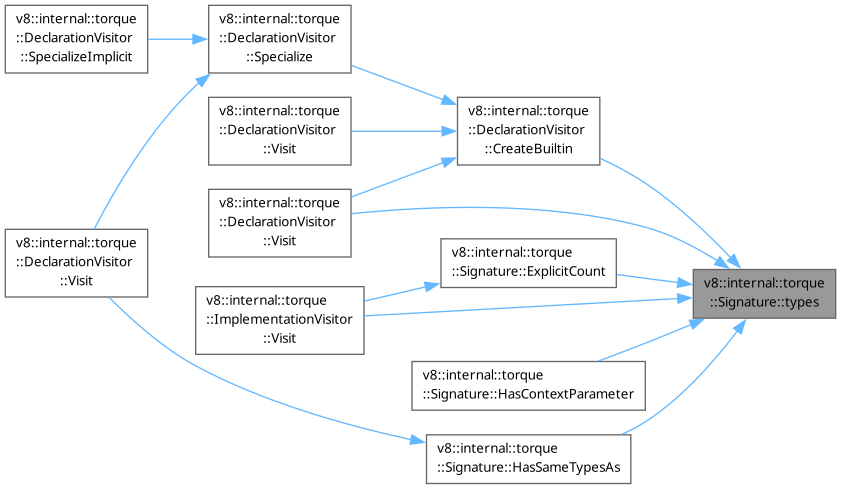 v8::internal::torque
::DeclarationVisitor
::SpecializeImplicit
v8::internal::torque
::DeclarationVisitor
::Specialize
v8::internal::torque
::DeclarationVisitor
::Visit
v8::internal::torque
::DeclarationVisitor
::CreateBuiltin
v8::internal::torque
::DeclarationVisitor
::Visit
v8::internal::torque
::DeclarationVisitor
::Visit
v8::internal::torque
::Signature::ExplicitCount
v8::internal::torque
::Signature::types
v8::internal::torque
::ImplementationVisitor
::Visit
v8::internal::torque
::Signature::HasContextParameter
v8::internal::torque
::Signature::HasSameTypesAs